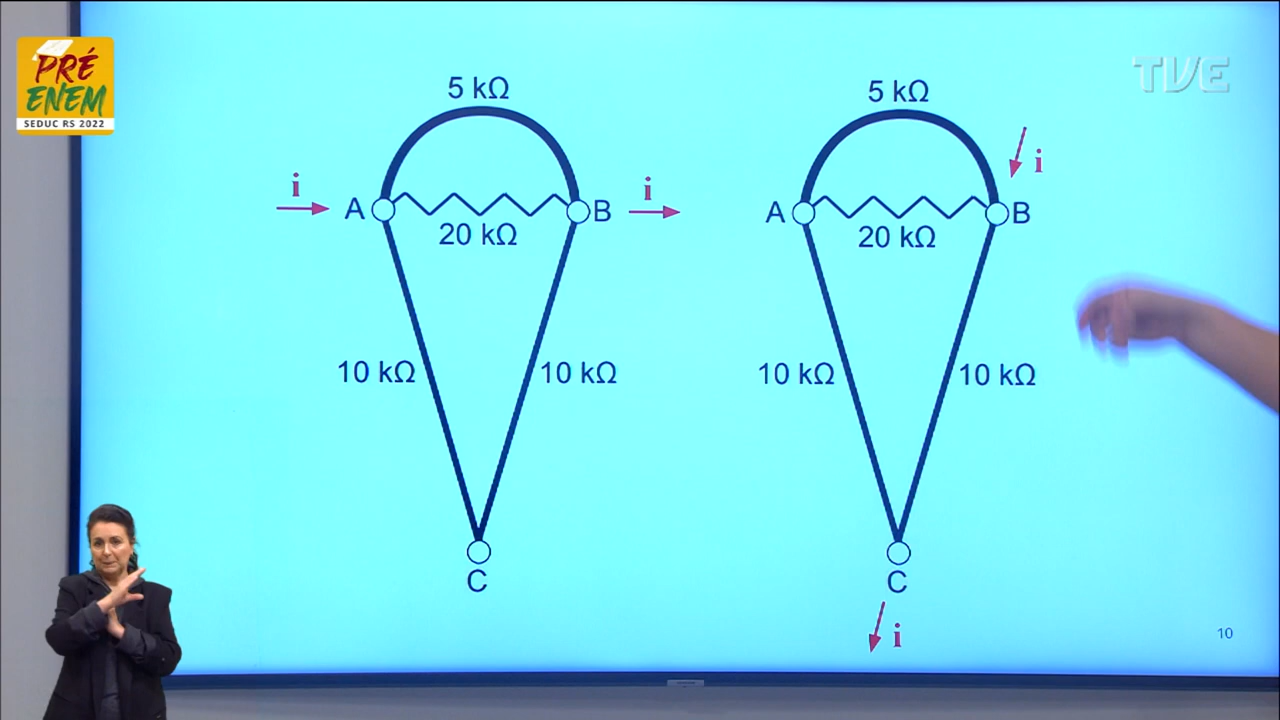 PRÉ
ENEM
SEDUC RS 2022
TVE
5 kΩ
i
A
B
i
20 kΩ
10 kΩ
10 kΩ
C
5 kΩ
i
A
B
20 kΩ
10 kΩ
10 kΩ
C
i
10